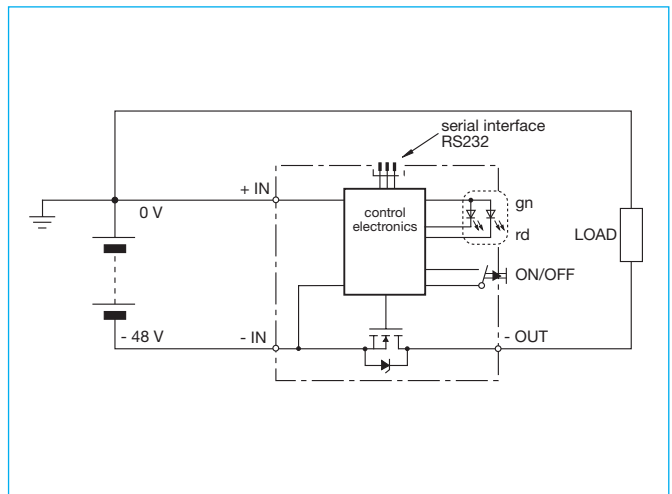 serial interface
RS232
+ IN
0 V
control
electronics
gn
rd
LOAD
ON/OFF
- 48 V
- IN
- OUT